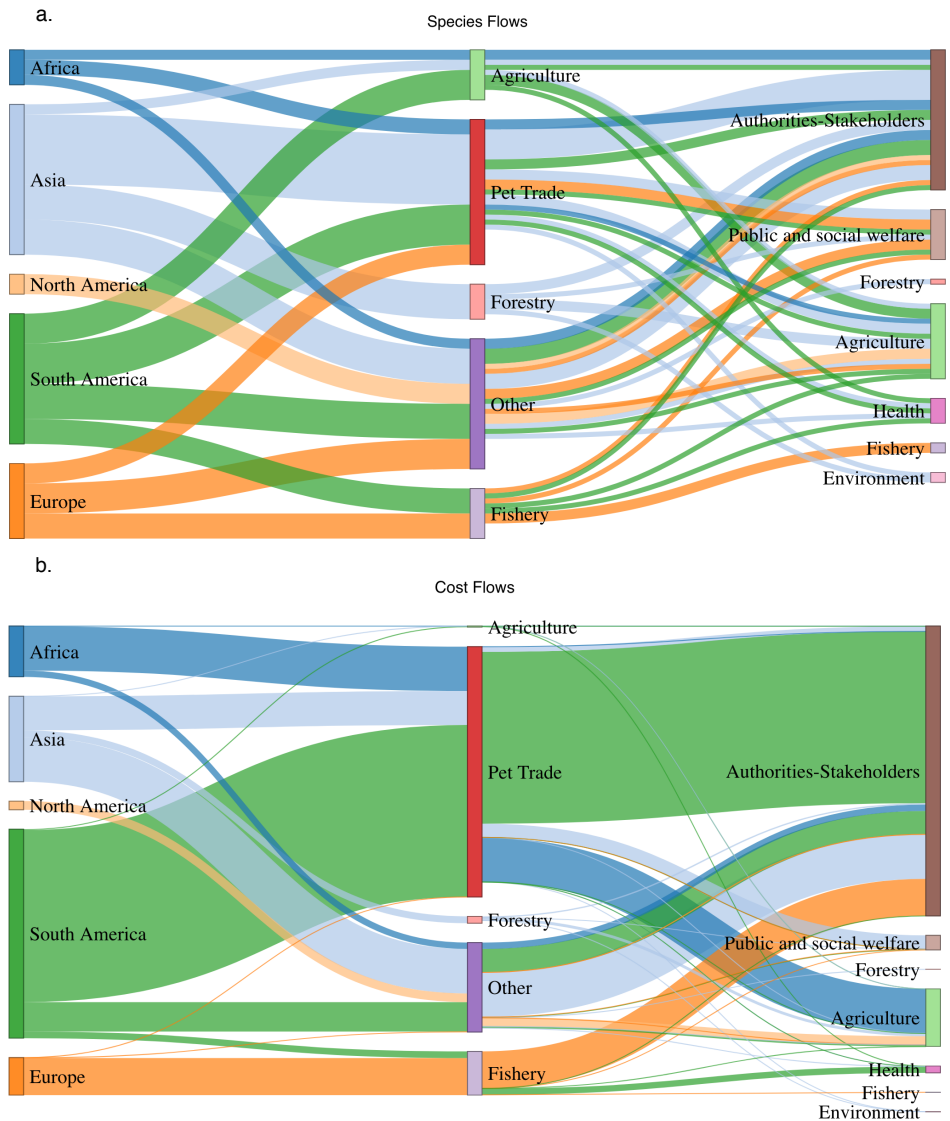 a.
Species Flows
Africa
Agriculture
Authorities-Stakeholders
Asia
Pet Trade
Public and social welfare
North America
Forestry
Forestry
Agriculture
South America
Other
Health
Fishery
Europe
Fishery
Environment
b.
Cost Flows
Africa
Agriculture
Asia
Pet Trade
Authorities-Stakeholders
North America
South America
Forestry
Public and social welfare
Forestry
Other
Agriculture
Europe
Fishery
Health
Fishery
Environment